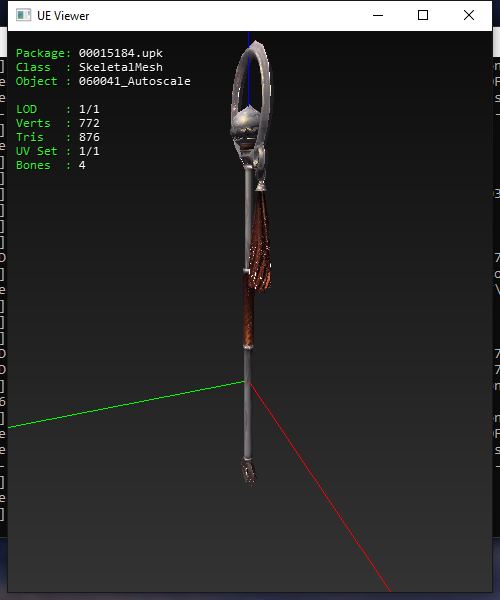 UE Viewer
Package: 00015184.upk
Class  : SkeletalMesh
Object : 060041_Autoscale
LOD    : 1/1
Verts  : 772
Tris   : 876
UV Set : 1/1
Bones  : 4